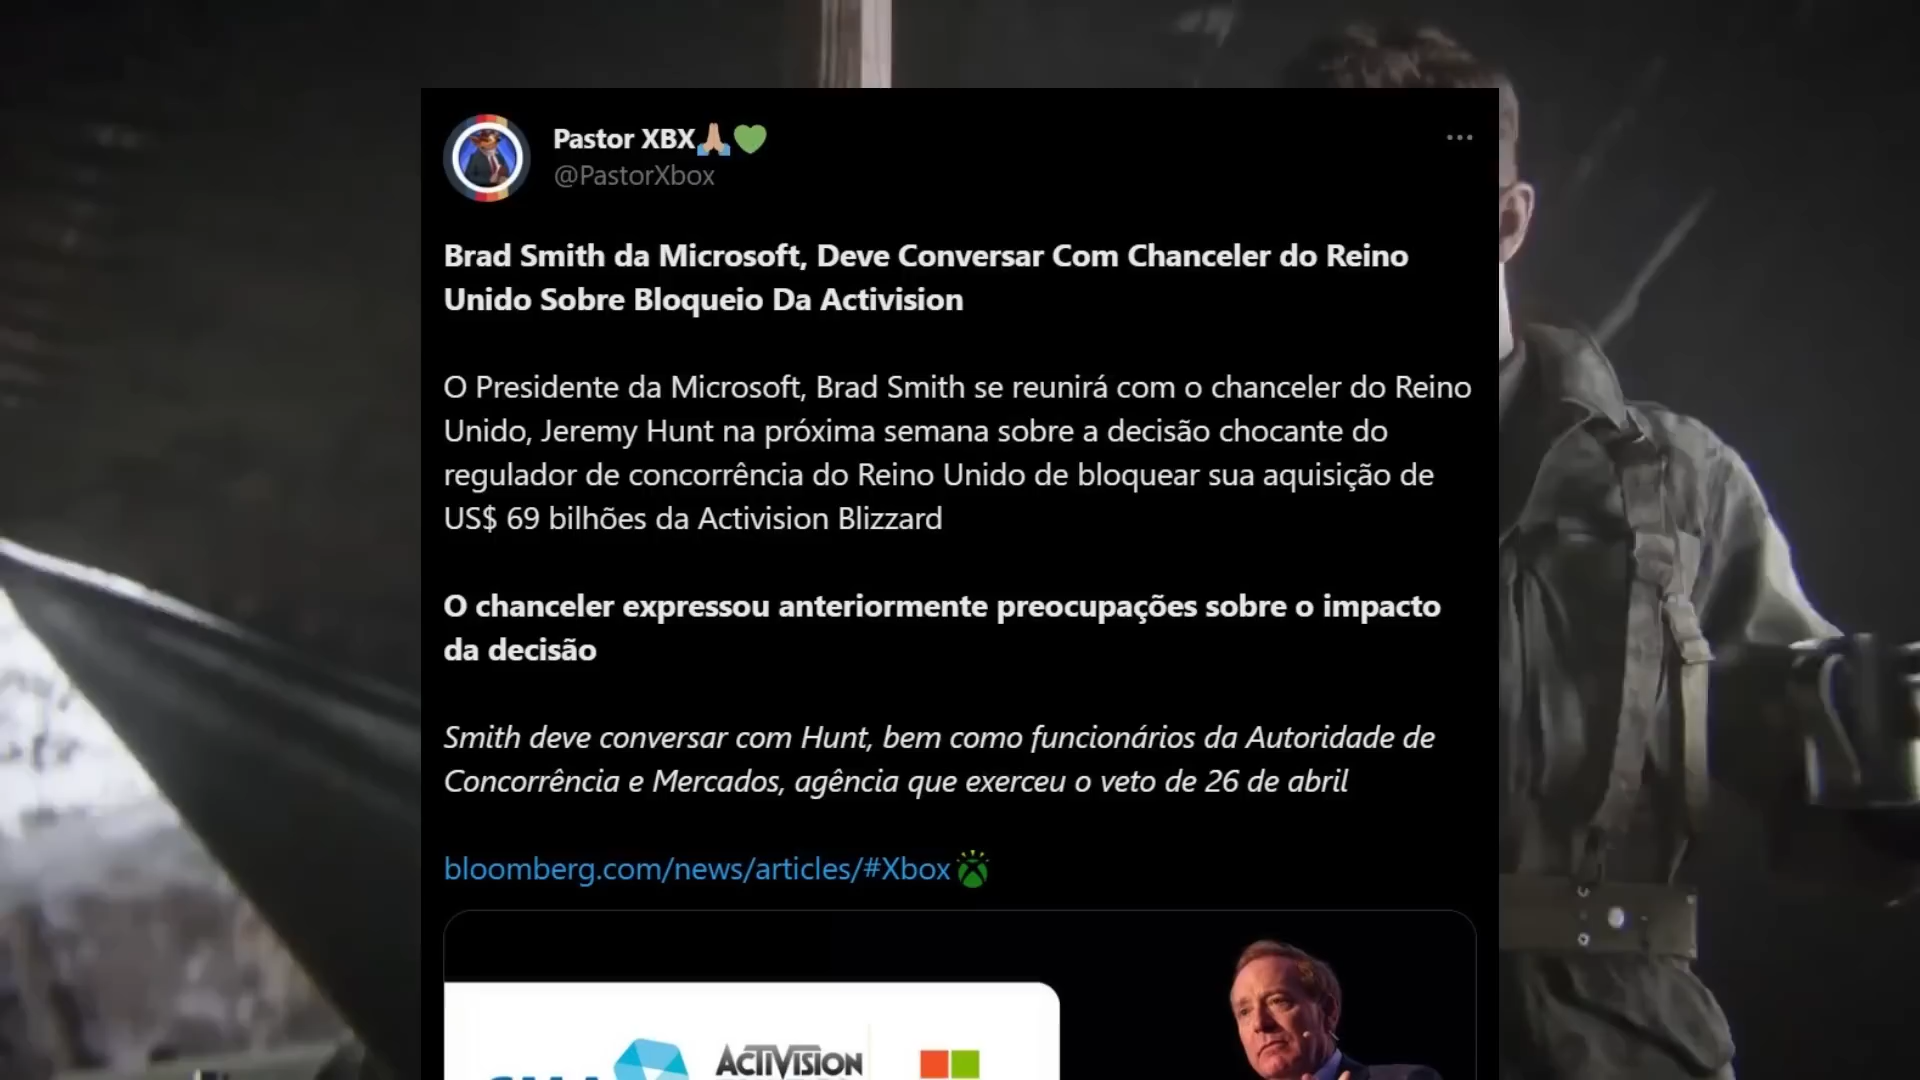 Pastor XBX🙏🏼💚
@PastorXbox
Brad Smith da Microsoft, Deve Conversar Com Chanceler do Reino
Unido Sobre Bloqueio Da Activision
O Presidente da Microsoft, Brad Smith se reunirá com o chanceler do Reino
Unido, Jeremy Hunt na próxima semana sobre a decisão chocante do
regulador de concorrência do Reino Unido de bloquear sua aquisição de
US$ 69 bilhões da Activision Blizzard
O chanceler expressou anteriormente preocupações sobre o impacto
da decisão
Smith deve conversar com Hunt, bem como funcionários da Autoridade de
Concorrência e Mercados, agência que exerceu o veto de 26 de abril
bloomberg.com/news/articles/#Xbox
ACTIVISION